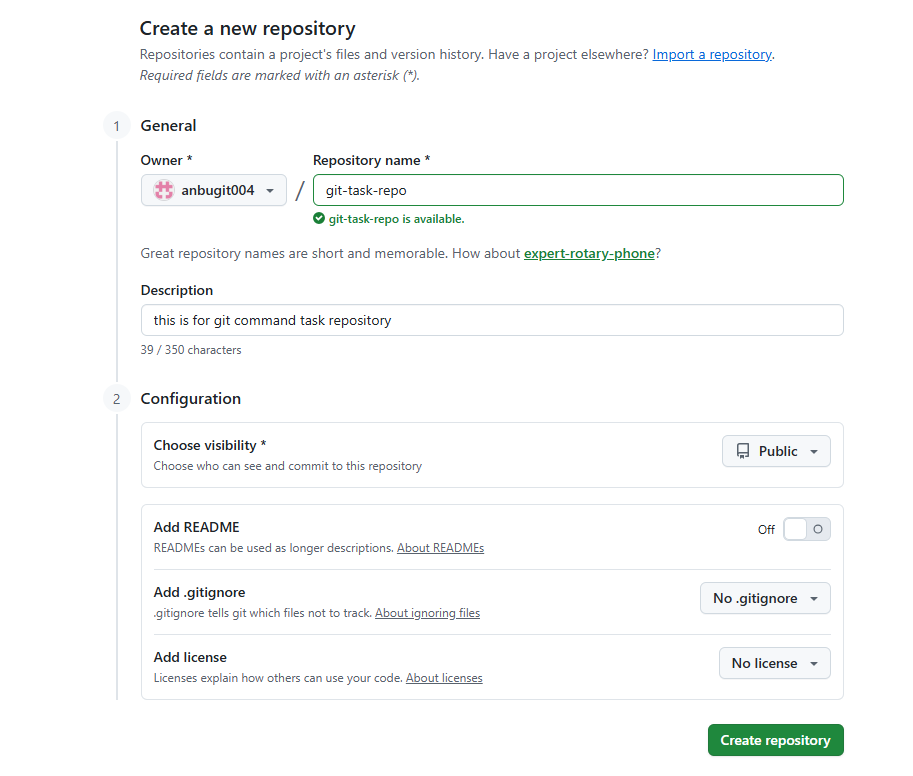 Create a new repository
Repositories contain a project's files and version history. Have a project elsewhere? Import a repository.
Required fields are marked with an asterisk (*).
1 General
Owner * Repository name *
anbugit004 / git-task-repo
git-task-repo is available.
Great repository names are short and memorable. How about expert-rotary-phone?
Description
this is for git command task repository
39 / 350 characters
2 Configuration
Choose visibility *
Choose who can see and commit to this repository
Public
Add README
READMEs can be used as longer descriptions. About READMEs
Off
Add .gitignore
.gitignore tells git which files not to track. About ignoring files
No .gitignore
Add license
Licenses explain how others can use your code. About licenses
No license
Create repository